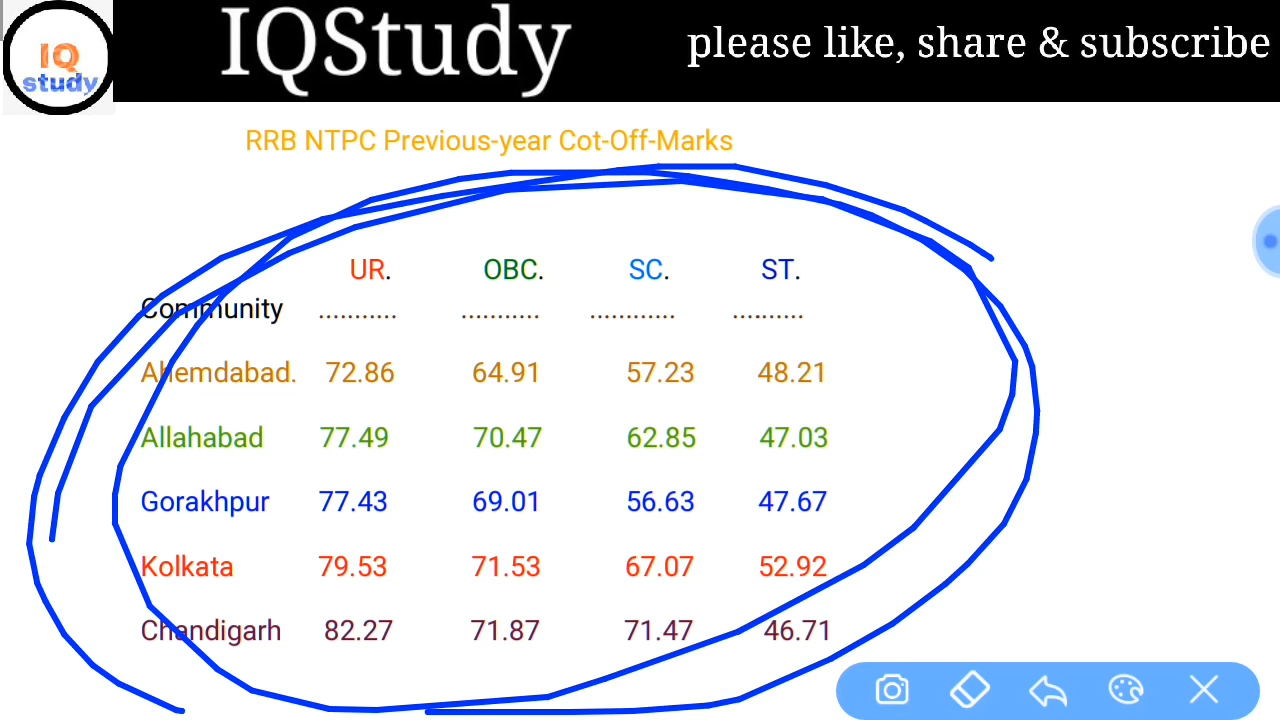 IQ
study
IQStudy please like, share & subscribe
RRB NTPC Previous-year Cot-Off-Marks
UR. OBC. SC. ST.
Community ........... ........... ............ ..........
Ahemdabad. 72.86 64.91 57.23 48.21
Allahabad 77.49 70.47 62.85 47.03
Gorakhpur 77.43 69.01 56.63 47.67
Kolkata 79.53 71.53 67.07 52.92
Chandigarh 82.27 71.87 71.47 46.71